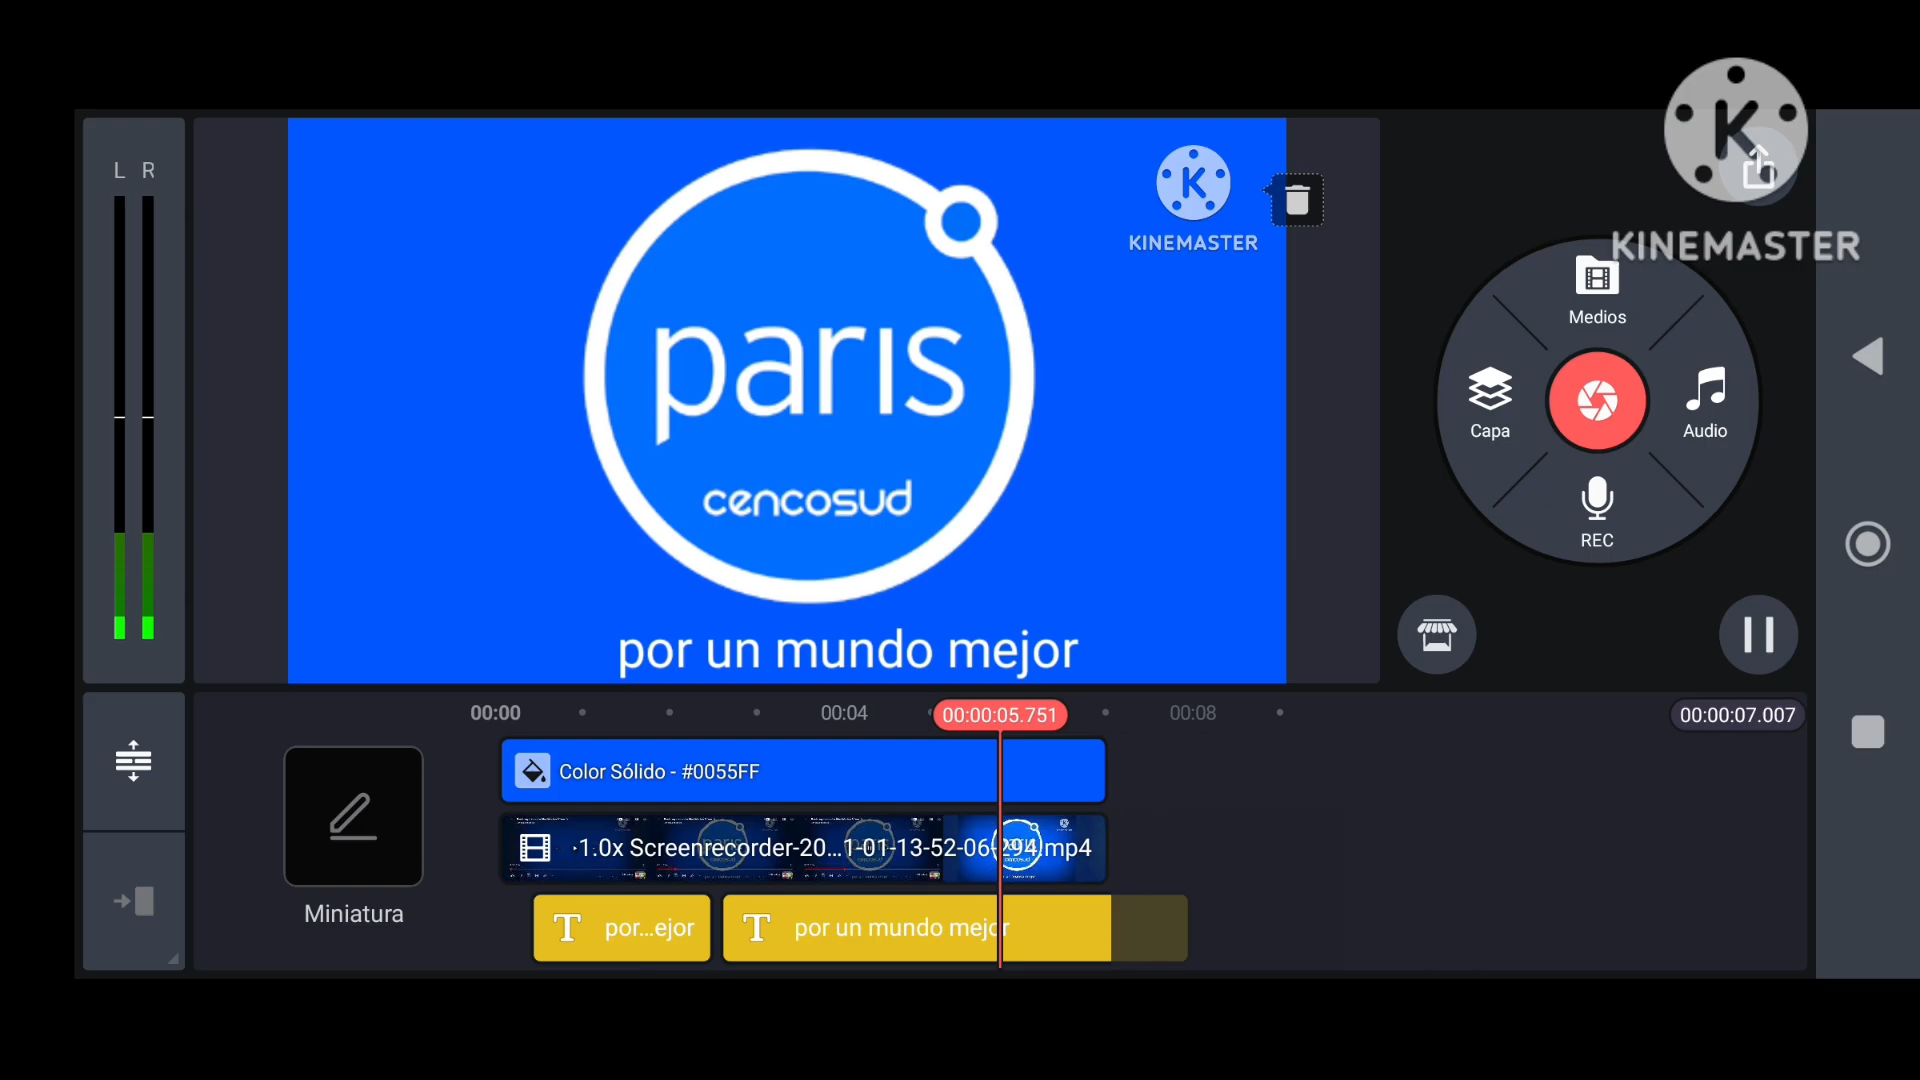 L R
paris
cencosud
por un mundo mejor
KINEMASTER
KINEMASTER
Medios
Capa
Audio
REC
00:00
00:04
00:00:05.751
00:08
00:00:07.007
Color Sólido - #0055FF
1.0x Screenrecorder-20...1-01-13-52-06-294.mp4
Miniatura
T por...ejor
T por un mundo mejor